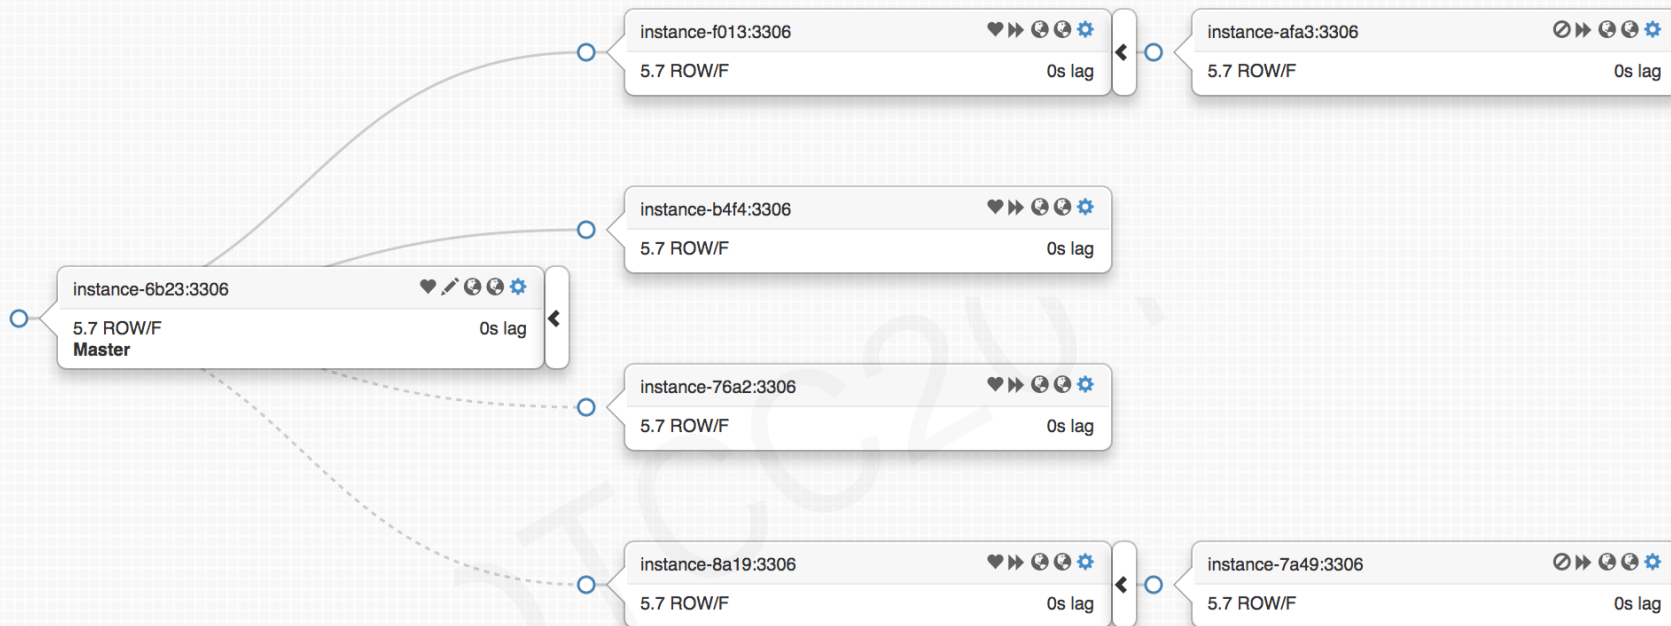 instance-f013:3306
5.7 ROW/F 0s lag
instance-afa3:3306
5.7 ROW/F 0s lag
instance-b4f4:3306
5.7 ROW/F 0s lag
instance-6b23:3306
5.7 ROW/F 0s lag
Master
instance-76a2:3306
5.7 ROW/F 0s lag
instance-8a19:3306
5.7 ROW/F 0s lag
instance-7a49:3306
5.7 ROW/F 0s lag